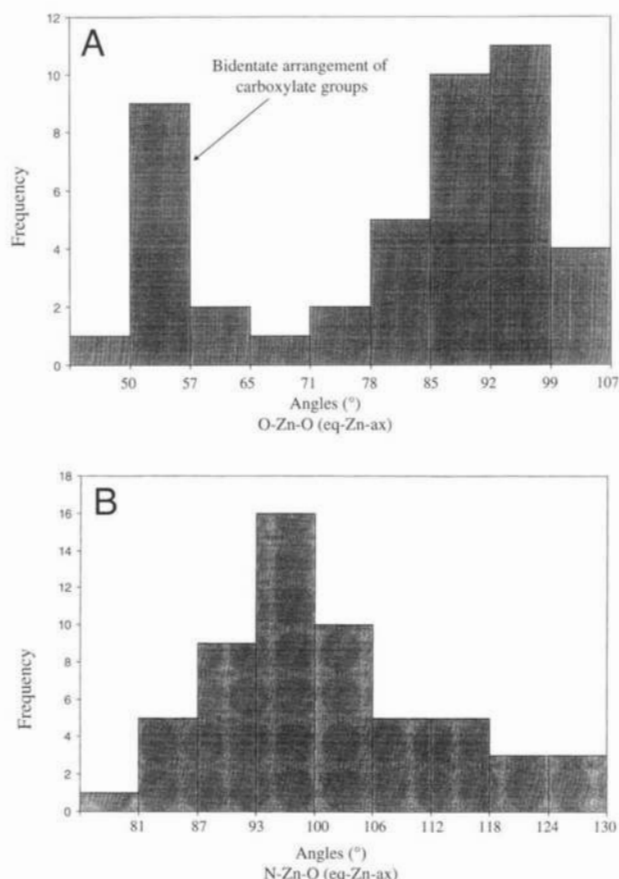 A
12
10
8
6
4
2
0
Frequency
Bidentate arrangement of
carboxylate groups
50 57 65 71 78 85 92 99 107
Angles (°)
O-Zn-O (eq-Zn-ax)
B
18
16
14
12
10
8
6
4
2
0
Frequency
81 87 93 100 106 112 118 124 130
Angles (°)
N-Zn-O (eq-Zn-ax)